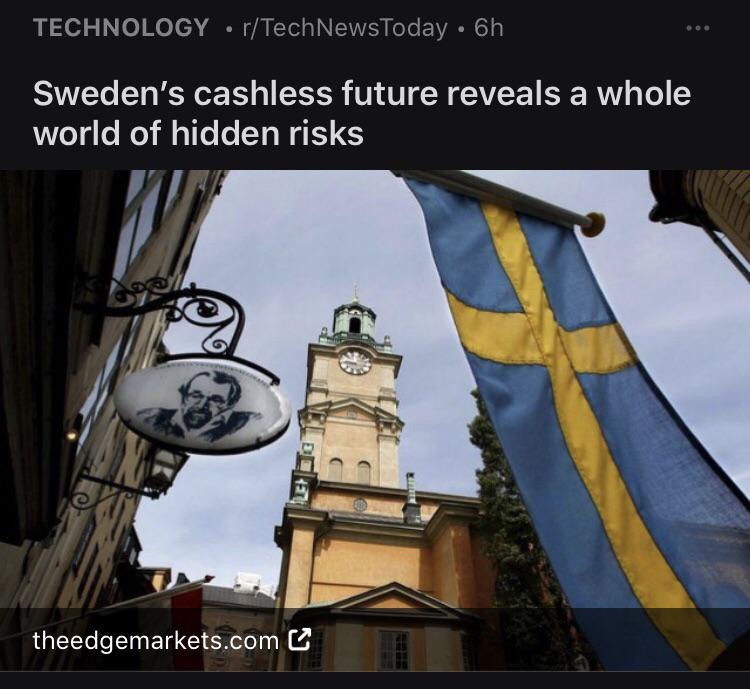 TECHNOLOGY • r/TechNewsToday • 6h
Sweden’s cashless future reveals a whole
world of hidden risks
theedgemarkets.com